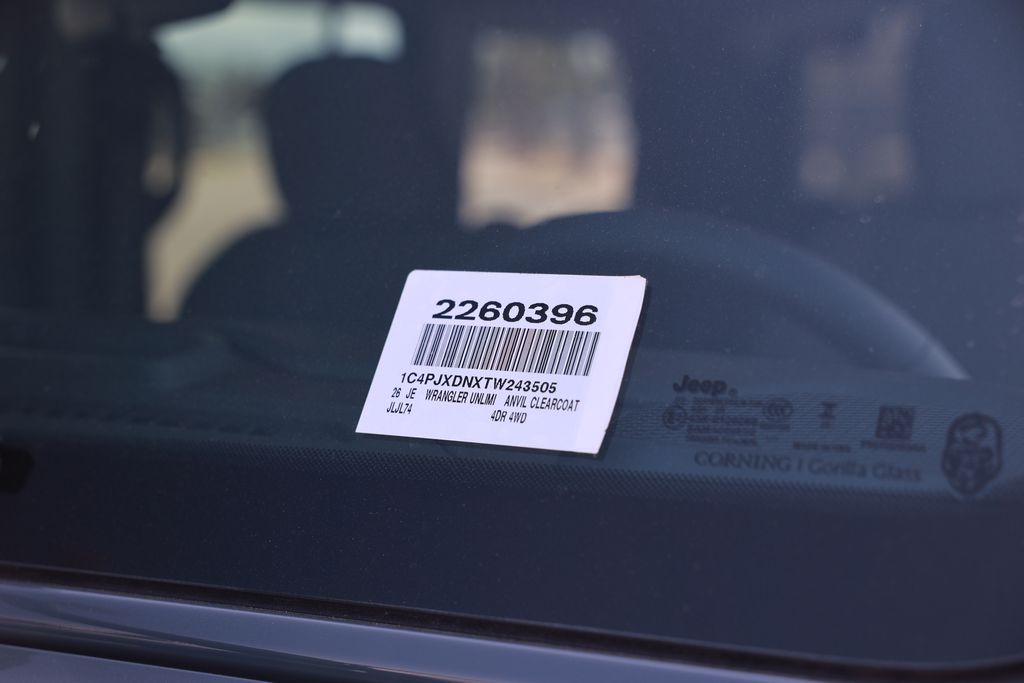 2260396
1C4PJXDNXTW243505
26 JE WRANGLER UNLIMI ANVIL CLEARCOAT
JLJL74 4DR 4WD
Jeep
CORNING | Gorilla Glass